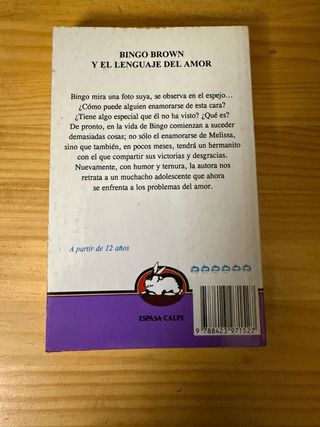 BINGO BROWN
Y EL LENGUAJE DEL AMOR
Bingo mira una foto suya, se observa en el espejo...
¿Cómo puede alguien enamorarse de esta cara?
¿Tiene algo especial que él no ha visto? ¿Qué es?
De pronto, en la vida de Bingo comienzan a suceder
demasiadas cosas; no sólo el enamorarse de Melissa,
sino que también, en pocos meses, tendrá un hermanito
con el que compartir sus victorias y desgracias.
Nuevamente, con humor y ternura, la autora nos
retrata a un muchacho adolescente que ahora
se enfrenta a los problemas del amor.
A partir de 12 años
ESPASA-CALPE
9 788423 971527